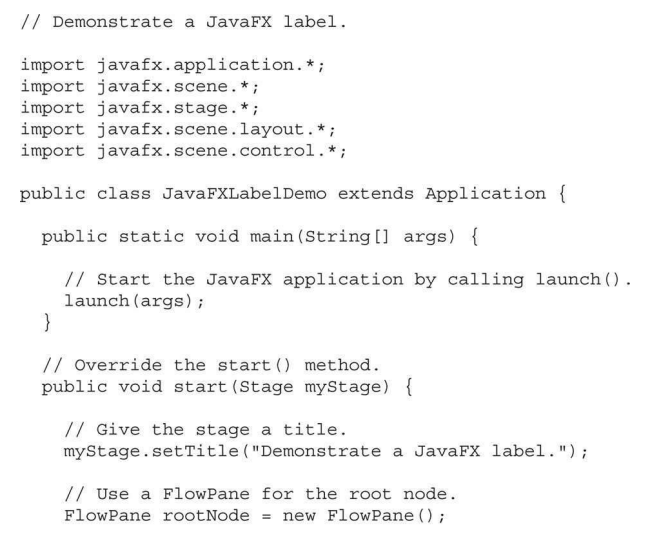 // Demonstrate a JavaFX label.
import javafx.application.*;
import javafx.scene.*;
import javafx.stage.*;
import javafx.scene.layout.*;
import javafx.scene.control.*;
public class JavaFXLabelDemo extends Application {
public static void main(String[] args) {
// Start the JavaFX application by calling launch().
launch(args);
}
// Override the start() method.
public void start(Stage myStage) {
// Give the stage a title.
myStage.setTitle("Demonstrate a JavaFX label.");
// Use a FlowPane for the root node.
FlowPane rootNode = new FlowPane();